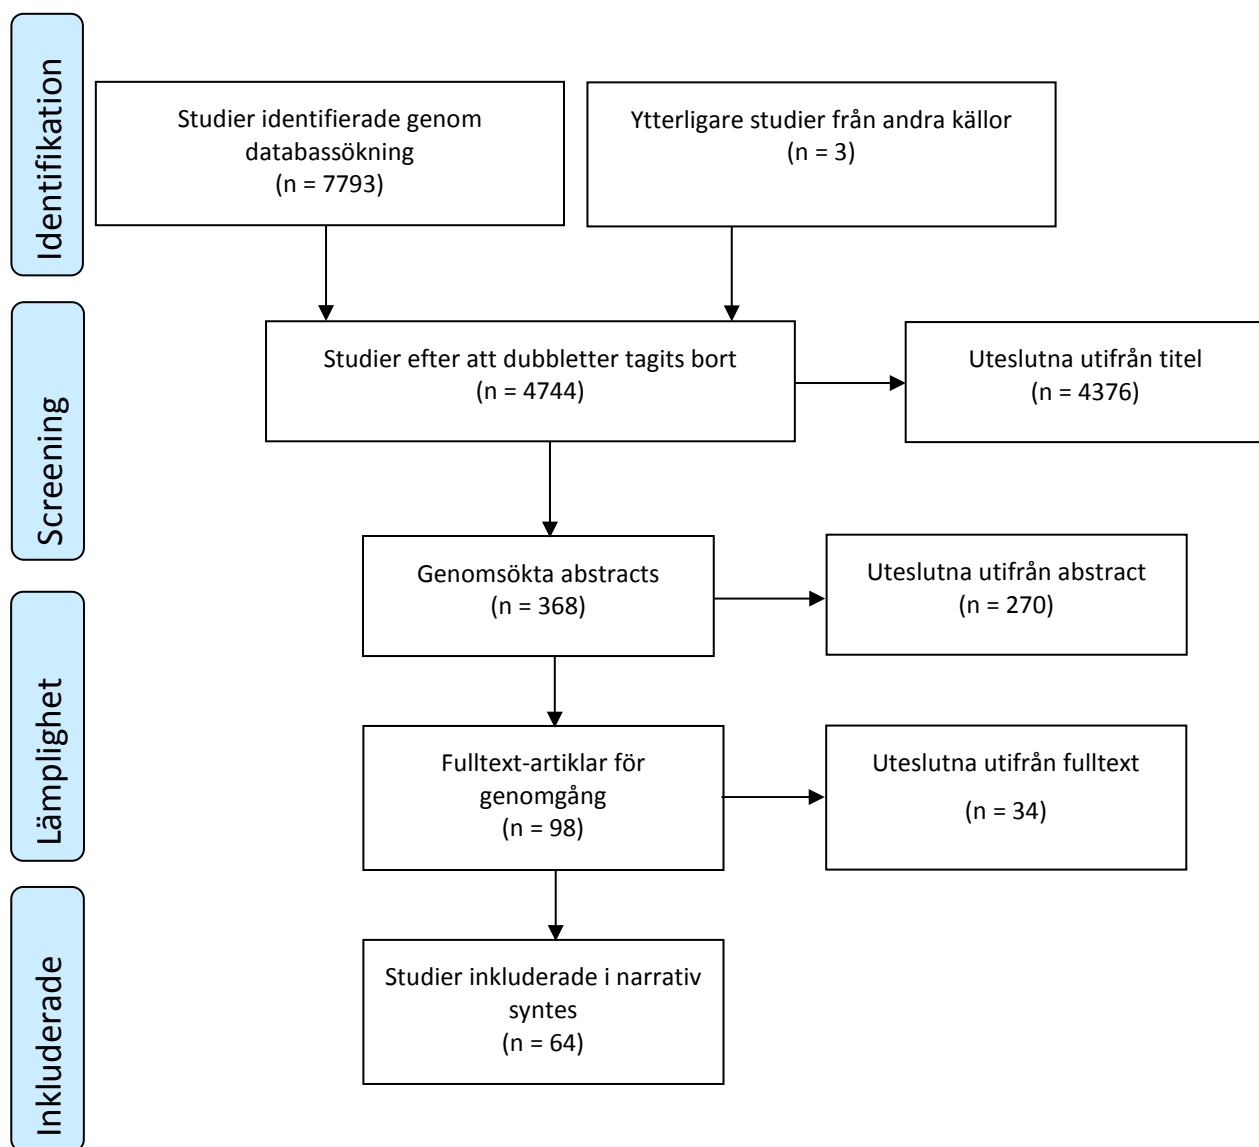 Identifikation
Studier identifierade genom
databassökning
(n = 7793)
Ytterligare studier från andra källor
(n = 3)
Screening
Studier efter att dubbletter tagits bort
(n = 4744)
Uteslutna utifrån titel
(n = 4376)
Genomsökta abstracts
(n = 368)
Uteslutna utifrån abstract
(n = 270)
Lämplighet
Fulltext-artiklar för
genomgång
(n = 98)
Uteslutna utifrån fulltext
(n = 34)
Inkluderade
Studier inkluderade i narrativ
syntes
(n = 64)